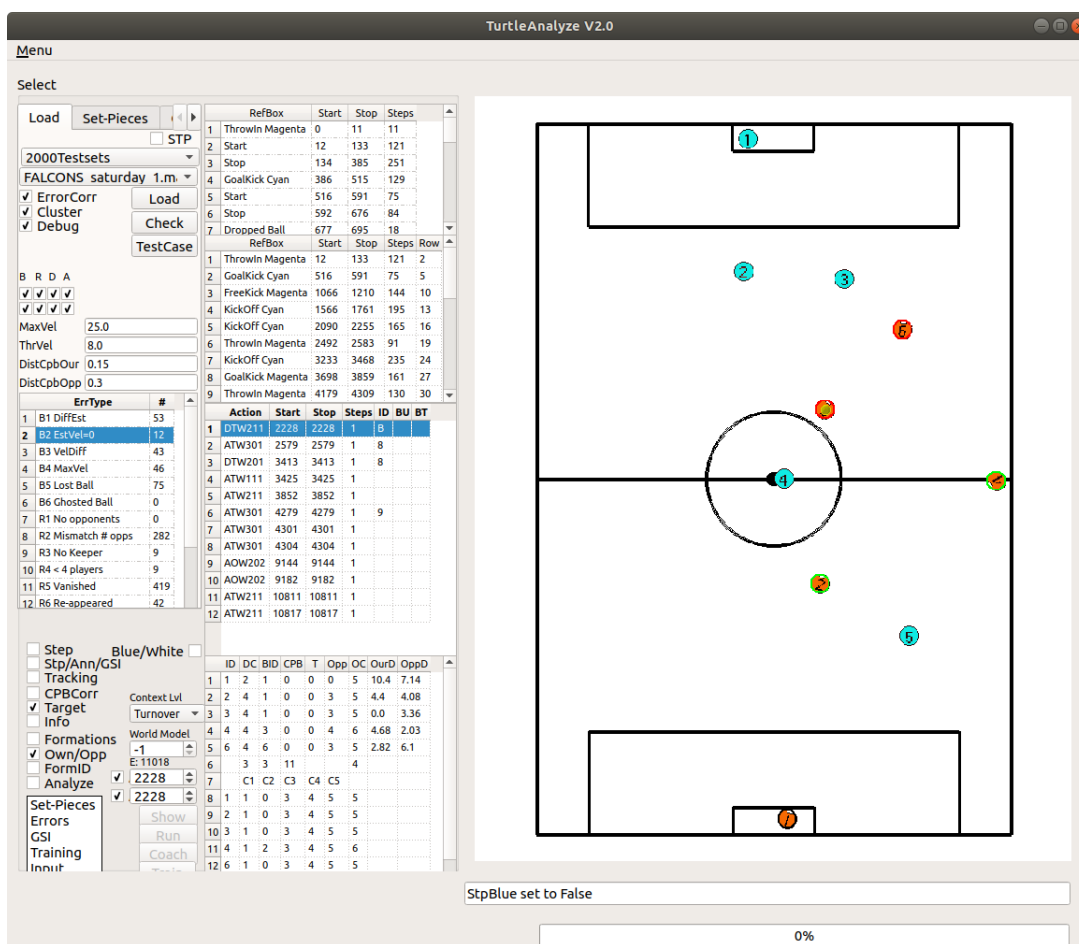 TurtleAnalyze V2.0
Menu
Select
Load Set-Pieces
STP
2000Testsets
FALCONS saturday 1.m
ErrorCorr Load
Cluster
Debug Check
TestCase
B R D A
MaxVel 25.0
ThrVel 8.0
DistCpbOur 0.15
DistCpbOpp 0.3
ErrType #
1 B1 DiffEst 53
2 B2 EstVel=0 12
3 B3 VelDiff 43
4 B4 MaxVel 46
5 B5 Lost Ball 75
6 B6 Ghosted Ball 0
7 R1 No opponents 0
8 R2 Mismatch # opps 282
9 R3 No Keeper 9
10 R4 < 4 players 9
11 R5 Vanished 419
12 R6 Re-appeared 42
Step Blue/White
Stp/Ann/GSI
Tracking
CPBCorr Context Lvl
Target Turnover
Info
Formations World Model
Own/Opp -1
FormID E: 11018
Analyze 2228
2228
Set-Pieces Show
Errors
GSI Run
Training Coach
Input Train
RefBox Start Stop Steps
1 ThrowIn Magenta 0 11 11
2 Start 12 133 121
3 Stop 134 385 251
4 GoalKick Cyan 386 515 129
5 Start 516 591 75
6 Stop 592 676 84
7 Dropped Ball 677 695 18
RefBox Start Stop Steps Row
1 ThrowIn Magenta 12 133 121 2
2 GoalKick Cyan 516 591 75 5
3 FreeKick Magenta 1066 1210 144 10
4 KickOff Cyan 1566 1761 195 13
5 KickOff Cyan 2090 2255 165 16
6 ThrowIn Magenta 2492 2583 91 19
7 KickOff Cyan 3233 3468 235 24
8 GoalKick Magenta 3698 3859 161 27
9 ThrowIn Magenta 4179 4309 130 30
Action Start Stop Steps ID BU BT
1 DTW211 2228 2228 1 B
2 ATW301 2579 2579 1 8
3 DTW201 3413 3413 1 8
4 ATW111 3425 3425 1
5 ATW211 3852 3852 1
6 ATW301 4279 4279 1 9
7 ATW301 4301 4301 1
8 ATW301 4304 4304 1
9 AOW202 9144 9144 1
10 AOW202 9182 9182 1
11 ATW211 10811 10811 1
12 ATW211 10817 10817 1
ID DC BID CPB T Opp OC OurD OppD
1 1 2 1 0 0 0 5 10.4 7.14
2 2 4 1 0 0 3 5 4.4 4.08
3 3 4 1 0 0 3 5 0.0 3.36
4 4 4 3 0 0 4 6 4.68 2.03
5 6 4 6 0 0 3 5 2.82 6.1
6 3 3 11 4
7 C1 C2 C3 C4 C5
8 1 1 0 3 4 5 5
9 2 1 0 3 4 5 5
10 3 1 0 3 4 5 5
11 4 1 2 3 4 5 6
12 6 1 0 3 4 5 5
1
2
3
6
4
2
5
1
StpBlue set to False
0%